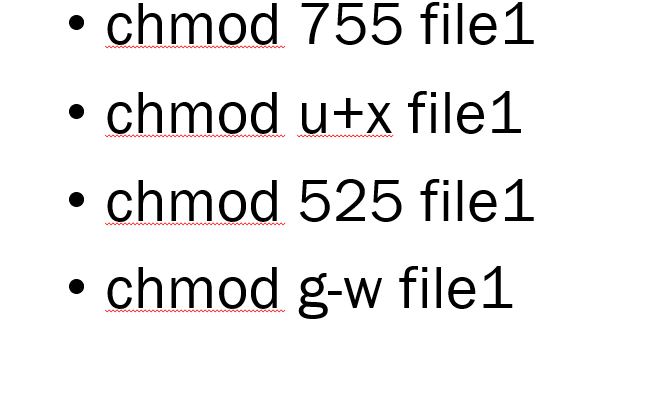 • chmod 755 file1
• chmod u+x file1
• chmod 525 file1
• chmod g-w file1